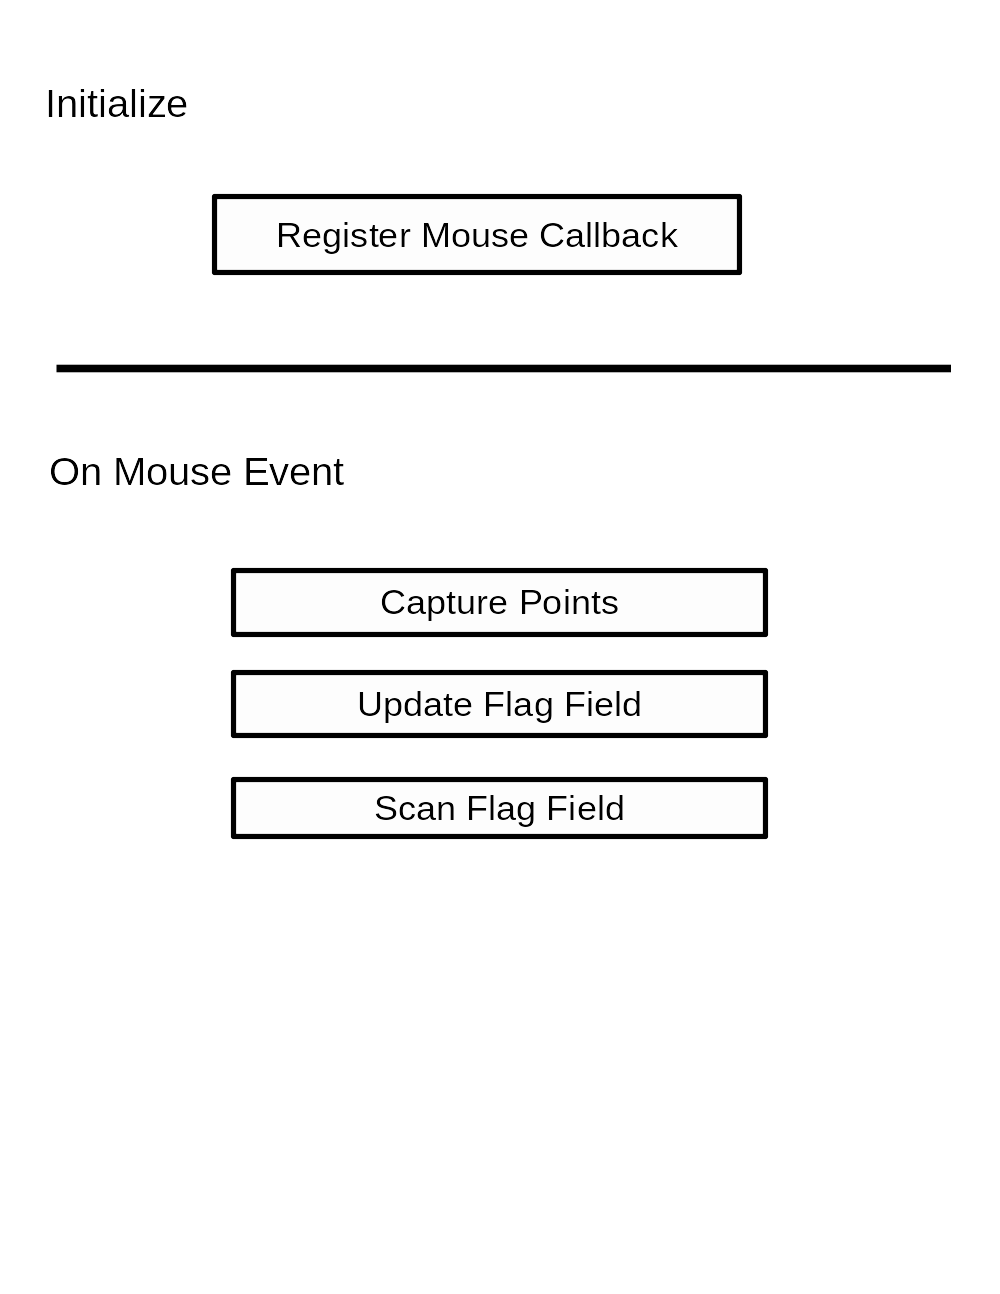 Initialize
Register Mouse Callback
On Mouse Event
Capture Points
Update Flag Field
Scan Flag Field